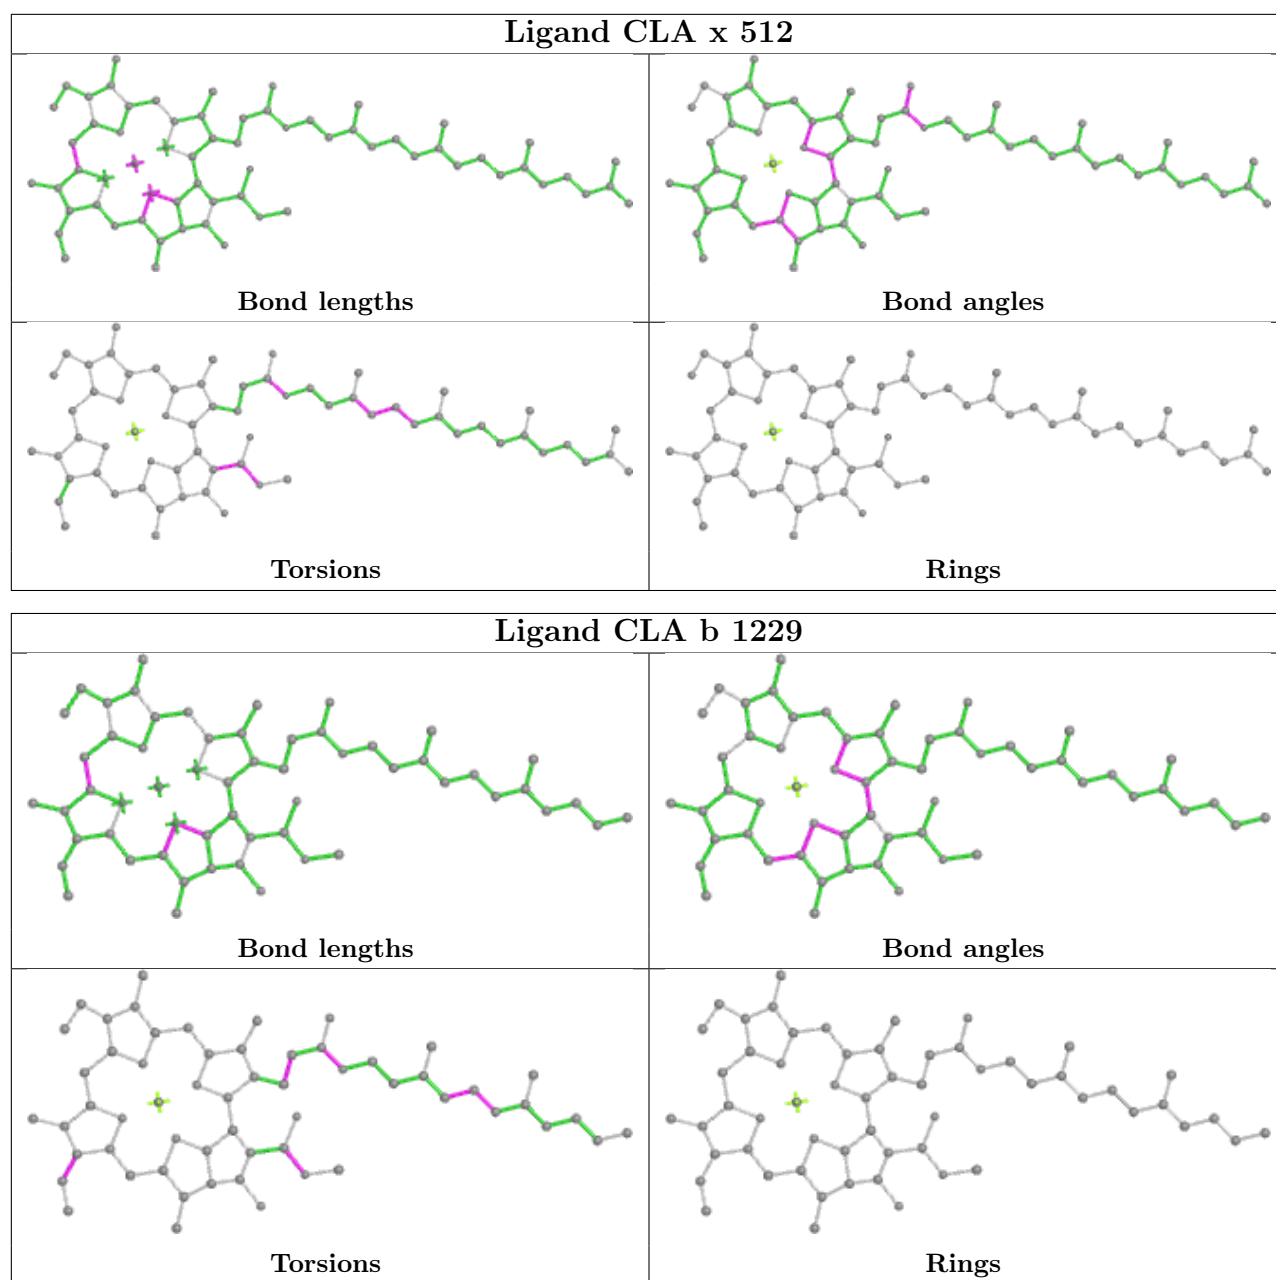 Ligand CLA x 512
Bond lengths
Bond angles
Torsions
Rings
Ligand CLA b 1229
Bond lengths
Bond angles
Torsions
Rings